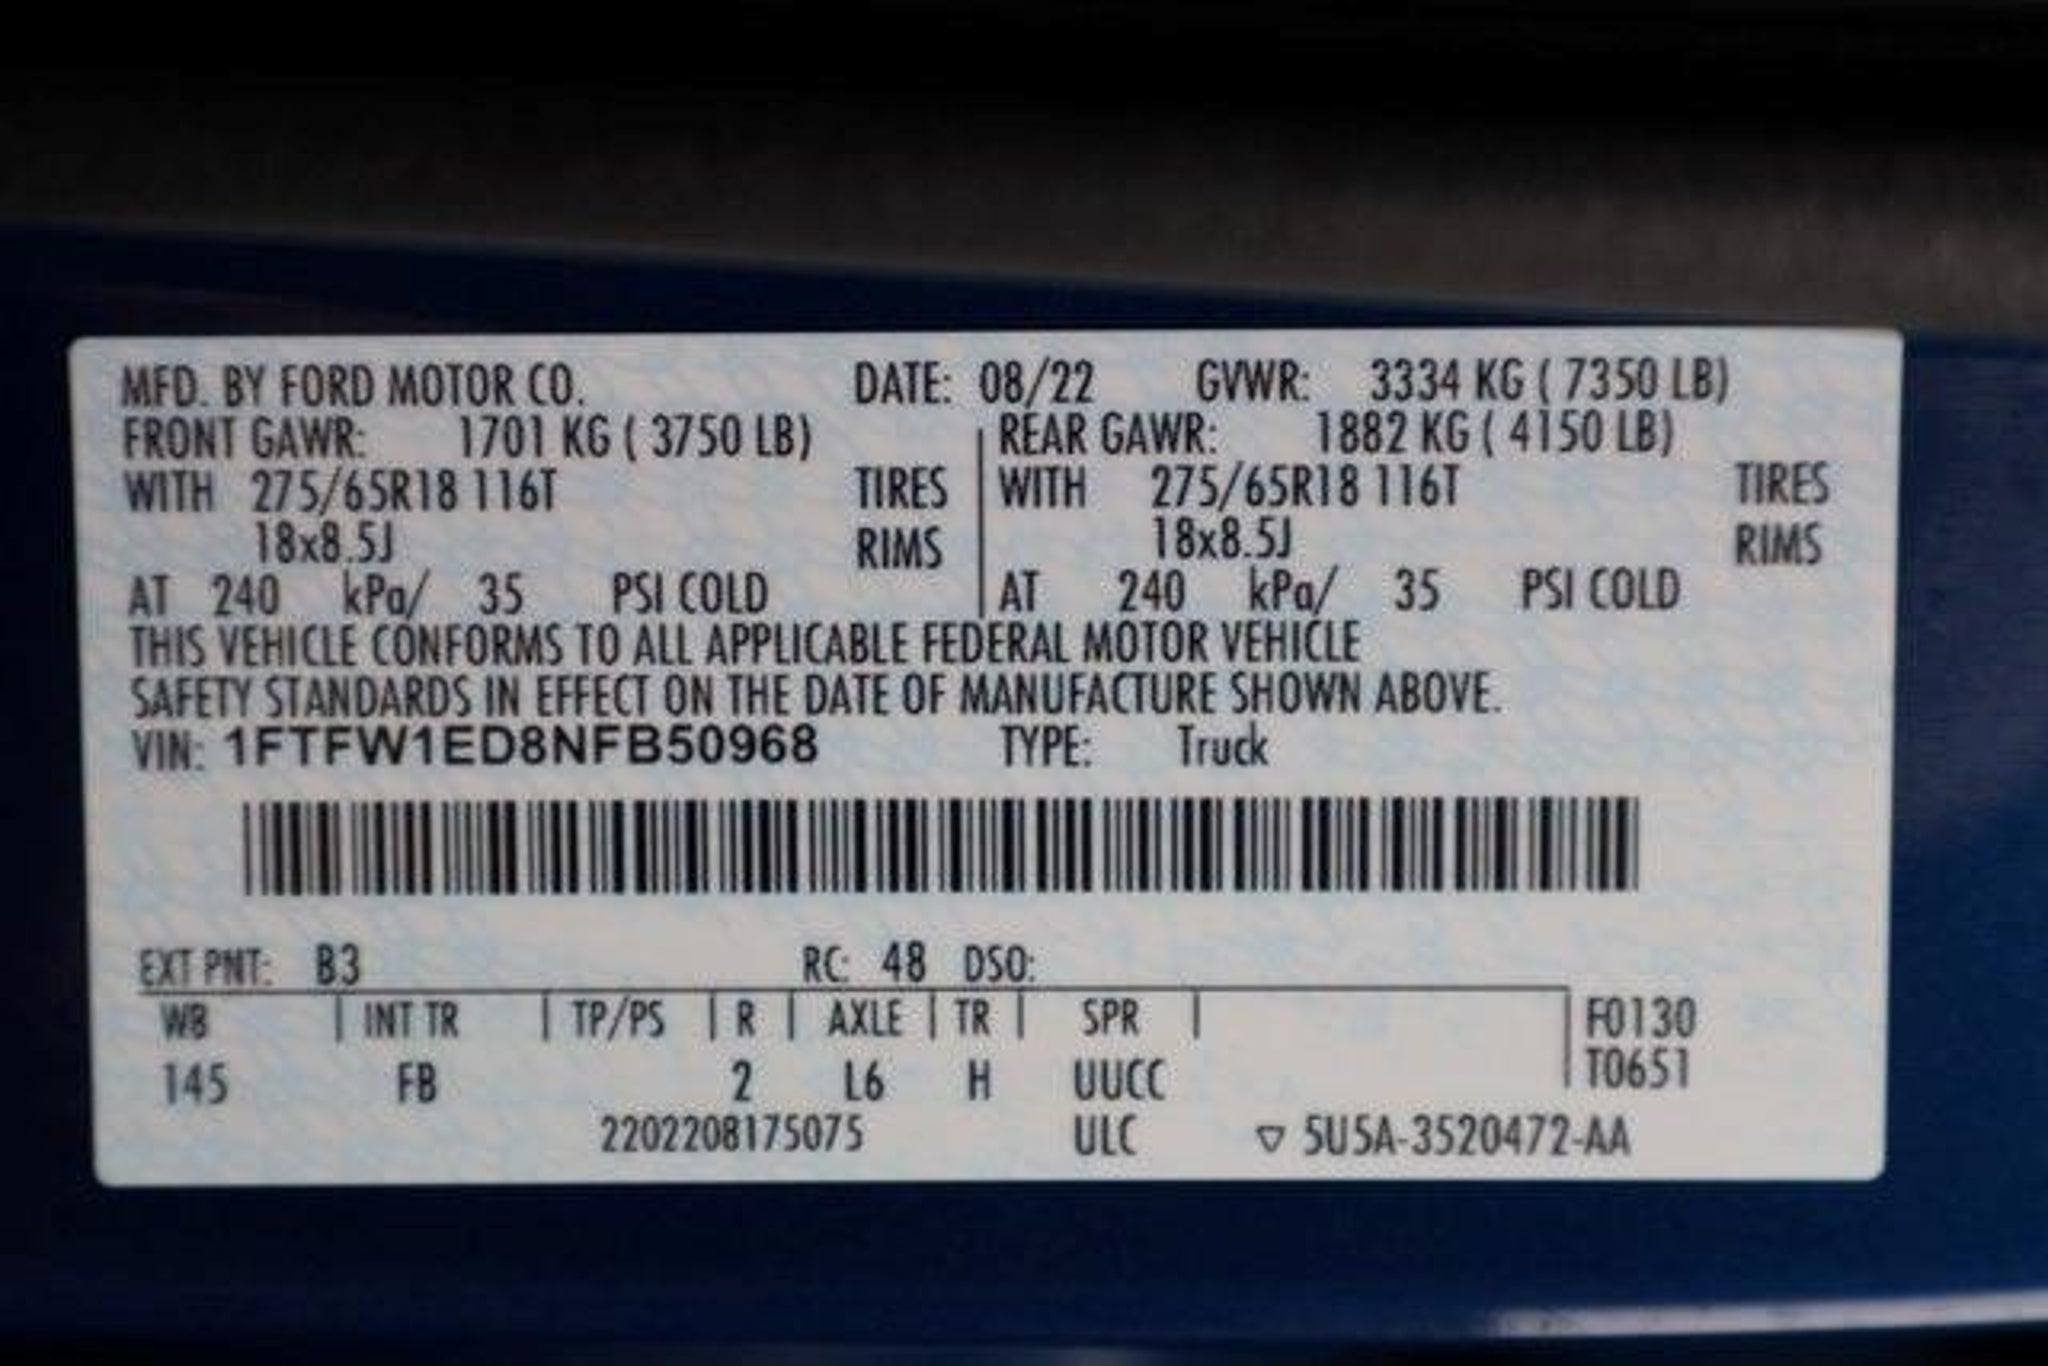 MFD. BY FORD MOTOR CO. DATE: 08/22 GVWR: 3334 KG ( 7350 LB)
FRONT GAWR: 1701 KG ( 3750 LB) REAR GAWR: 1882 KG ( 4150 LB)
WITH 275/65R18 116T TIRES WITH 275/65R18 116T TIRES
18x8.5J RIMS 18x8.5J RIMS
AT 240 kPa/ 35 PSI COLD AT 240 kPa/ 35 PSI COLD
THIS VEHICLE CONFORMS TO ALL APPLICABLE FEDERAL MOTOR VEHICLE
SAFETY STANDARDS IN EFFECT ON THE DATE OF MANUFACTURE SHOWN ABOVE.
VIN: 1FTFW1ED8NFB50968 TYPE: Truck
EXT PNT: B3 RC: 48 DSO:
WB INT TR TP/PS R AXLE TR SPR F0130
145 FB 2 L6 H UUCC T0651
2202208175075 ULC ▽ 5U5A-3520472-AA